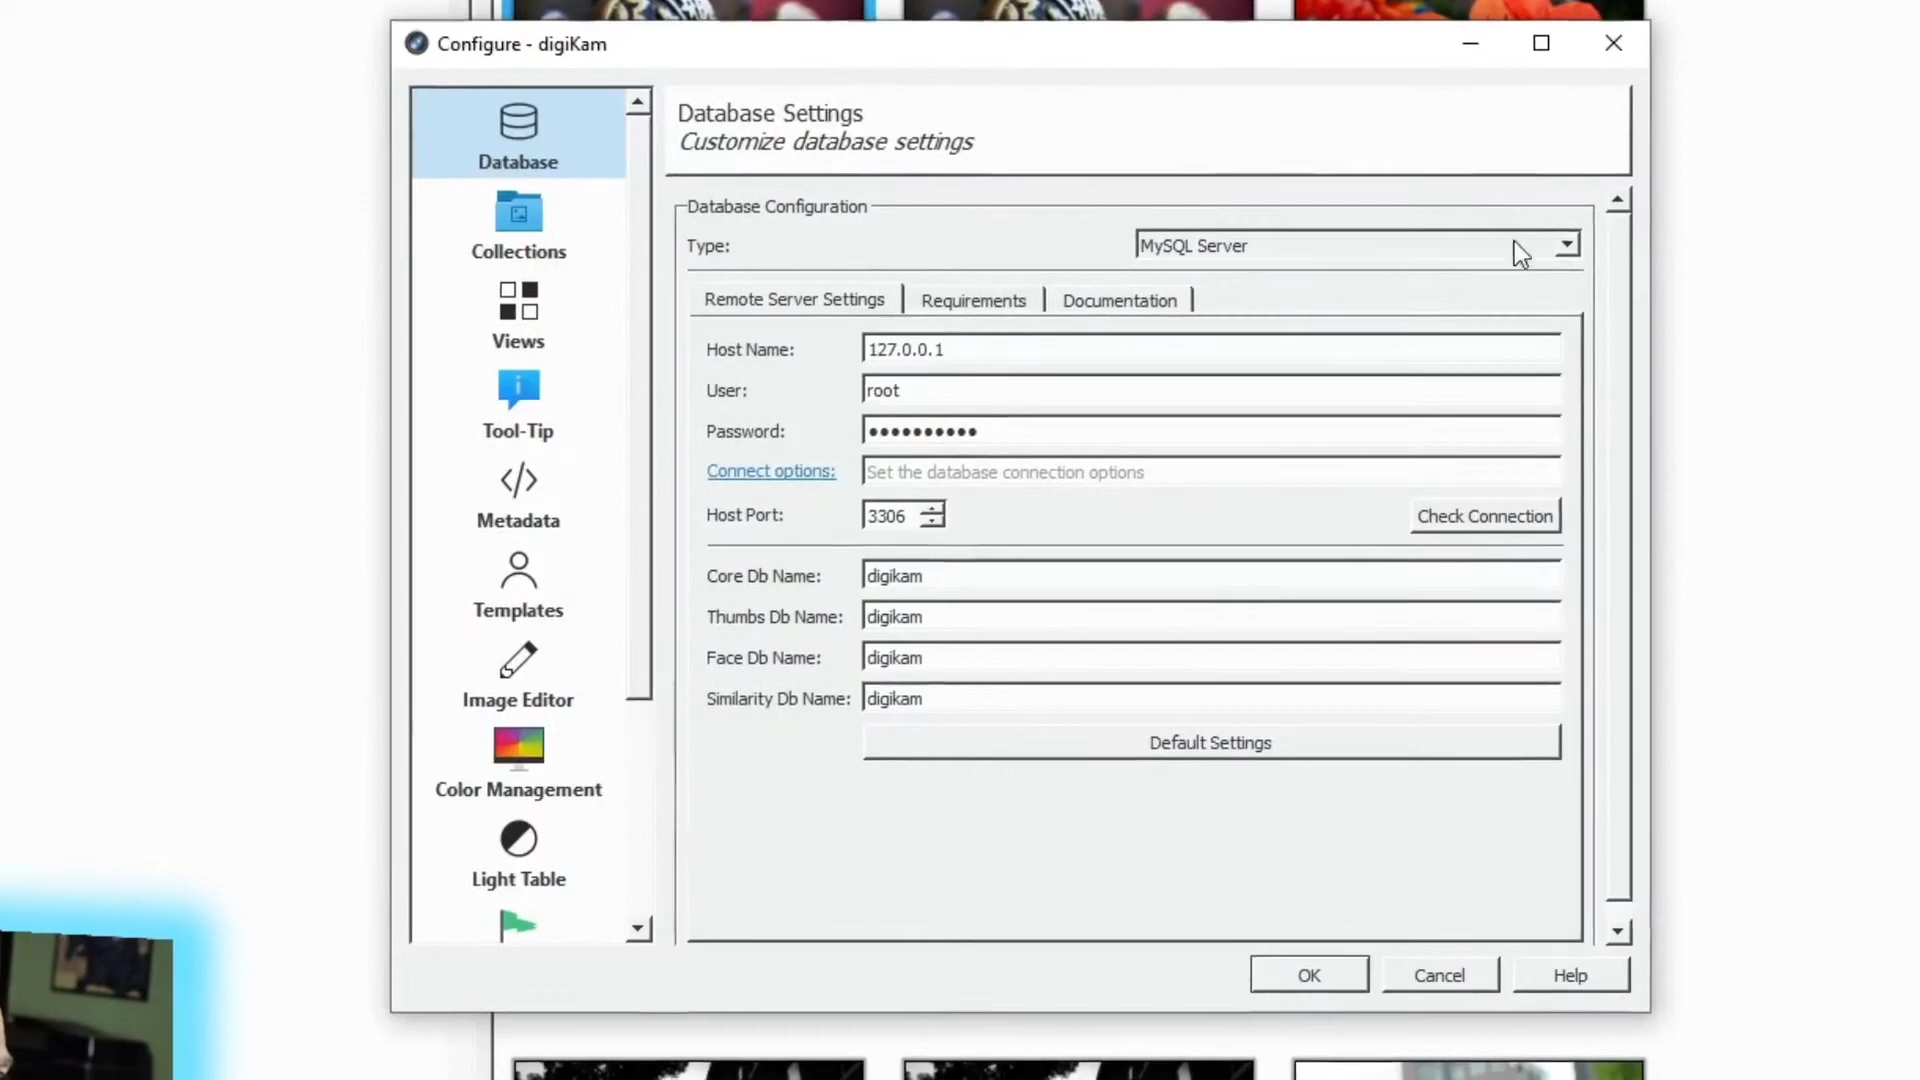 Configure - digiKam
Database
Collections
Views
Tool-Tip
Metadata
Templates
Image Editor
Color Management
Light Table
Database Settings
Customize database settings
Database Configuration
Type:
MySQL Server
Remote Server Settings
Requirements
Documentation
Host Name:
127.0.0.1
User:
root
Password:
●●●●●●●●●●
Connect options:
Set the database connection options
Host Port:
3306
Check Connection
Core Db Name:
digikam
Thumbs Db Name:
digikam
Face Db Name:
digikam
Similarity Db Name:
digikam
Default Settings
OK
Cancel
Help